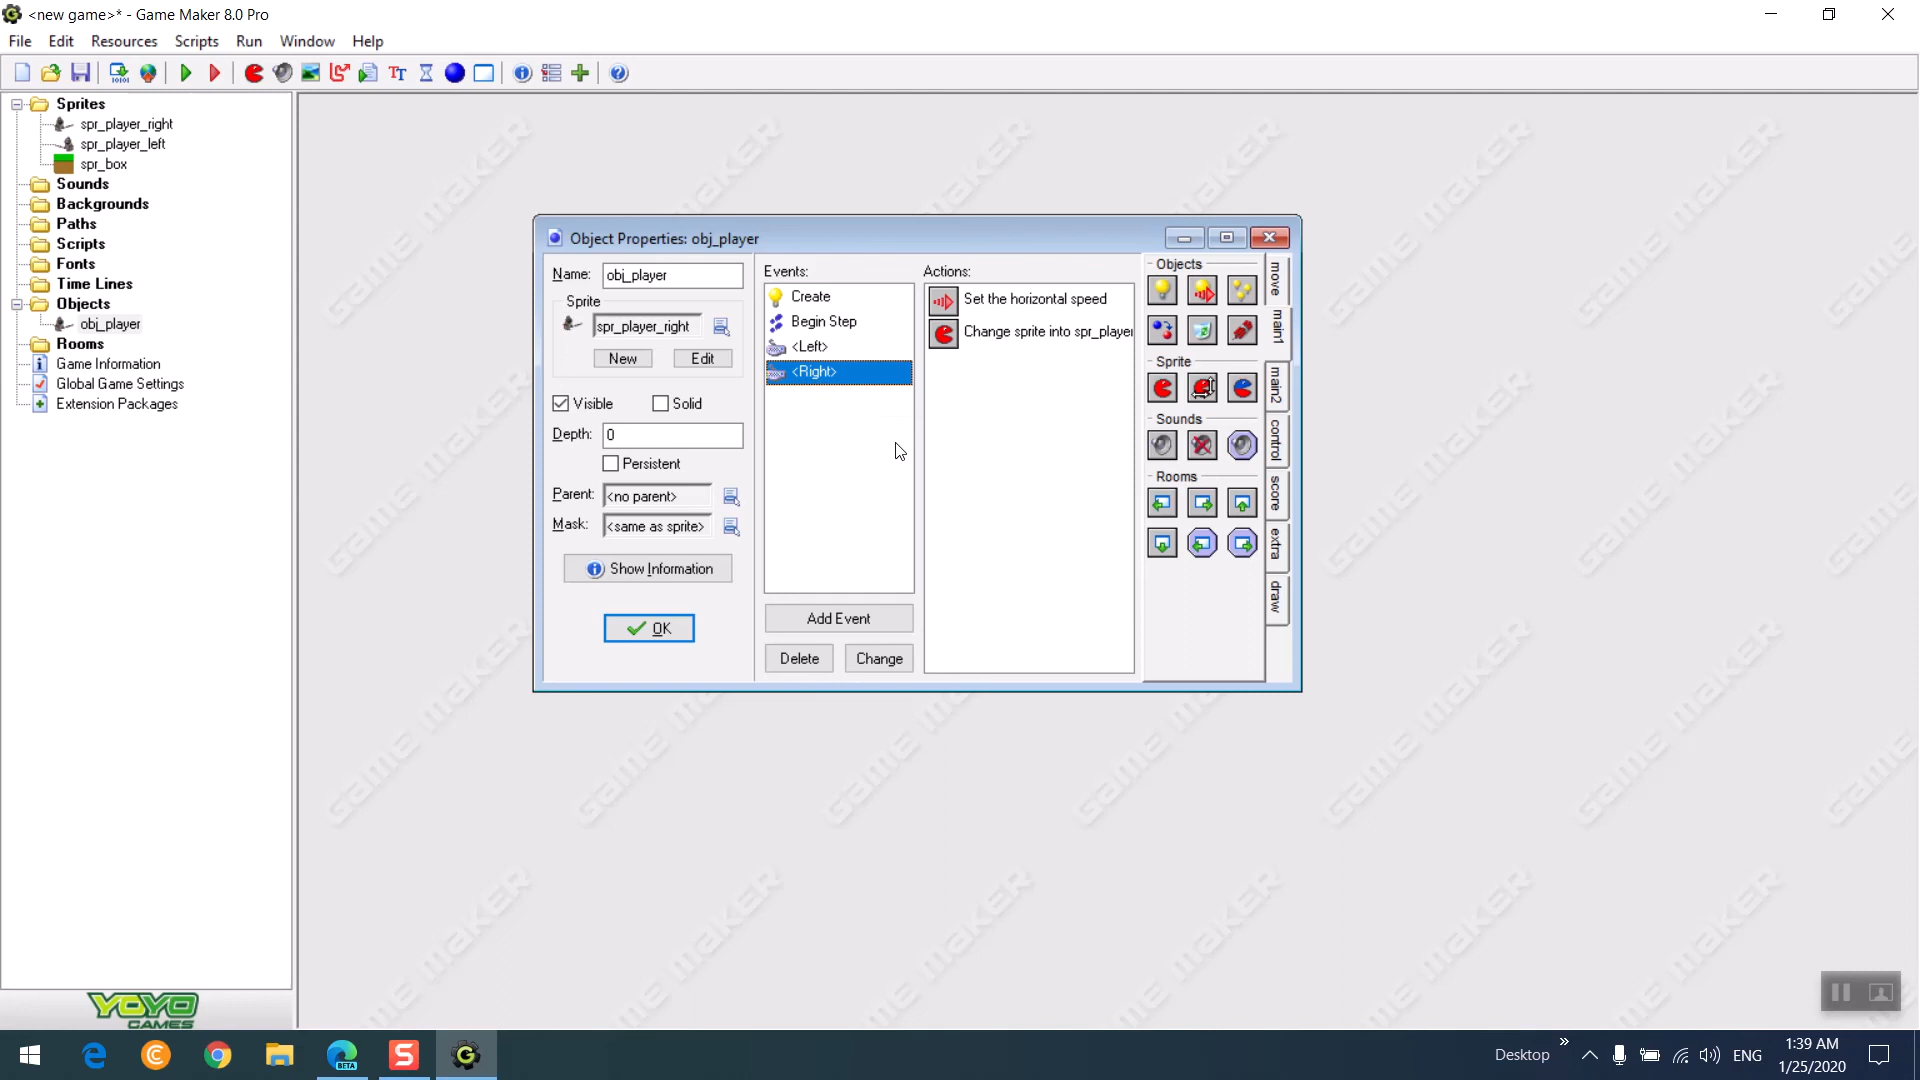 <new game>* - Game Maker 8.0 Pro
File Edit Resources Scripts Run Window Help
Sprites
spr_player_right
spr_player_left
spr_box
Sounds
Backgrounds
Paths
Scripts
Fonts
Time Lines
Objects
obj_player
Rooms
Game Information
Global Game Settings
Extension Packages
YOYO
GAMES
Object Properties: obj_player
Name: obj_player
Sprite
spr_player_right
New Edit
Visible Solid
Depth: 0
Persistent
Parent: <no parent>
Mask: <same as sprite>
Show Information
OK
Events:
Create
Begin Step
<Left>
<Right>
Add Event
Delete Change
Actions:
Set the horizontal speed
Change sprite into spr_player
Objects
Sprite
Sounds
Rooms
move
main1
main2
control
score
extra
draw
GAME MAKER
Desktop
ENG
1:39 AM
1/25/2020
BETA